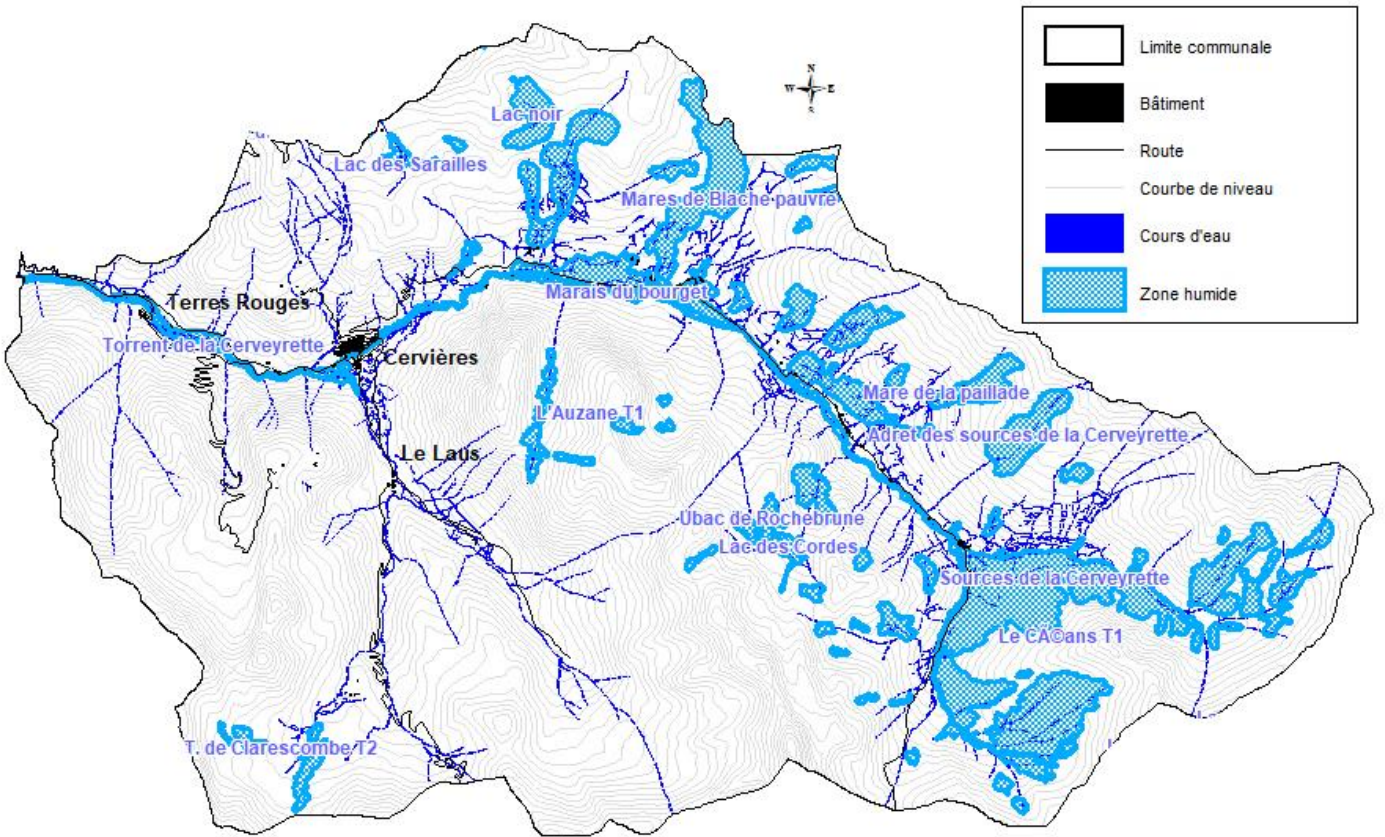 Limite communale
Bâtiment
Route
Courbe de niveau
Cours d'eau
Zone humide
N
W E
S
Lac noir
Lac des Sarailles
Mares de Blache pauvre
Marais du bourget
Terres Rouges
Torrent de la Cerveyrette
Cervières
Mare de la paillade
L'Auzane T1
Adret des sources de la Cerveyrette
Le Laus
Ubac de Rochebrune
Lac des Cordes
Sources de la Cerveyrette
Le CÃ©ans T1
T. de Clarescombe T2